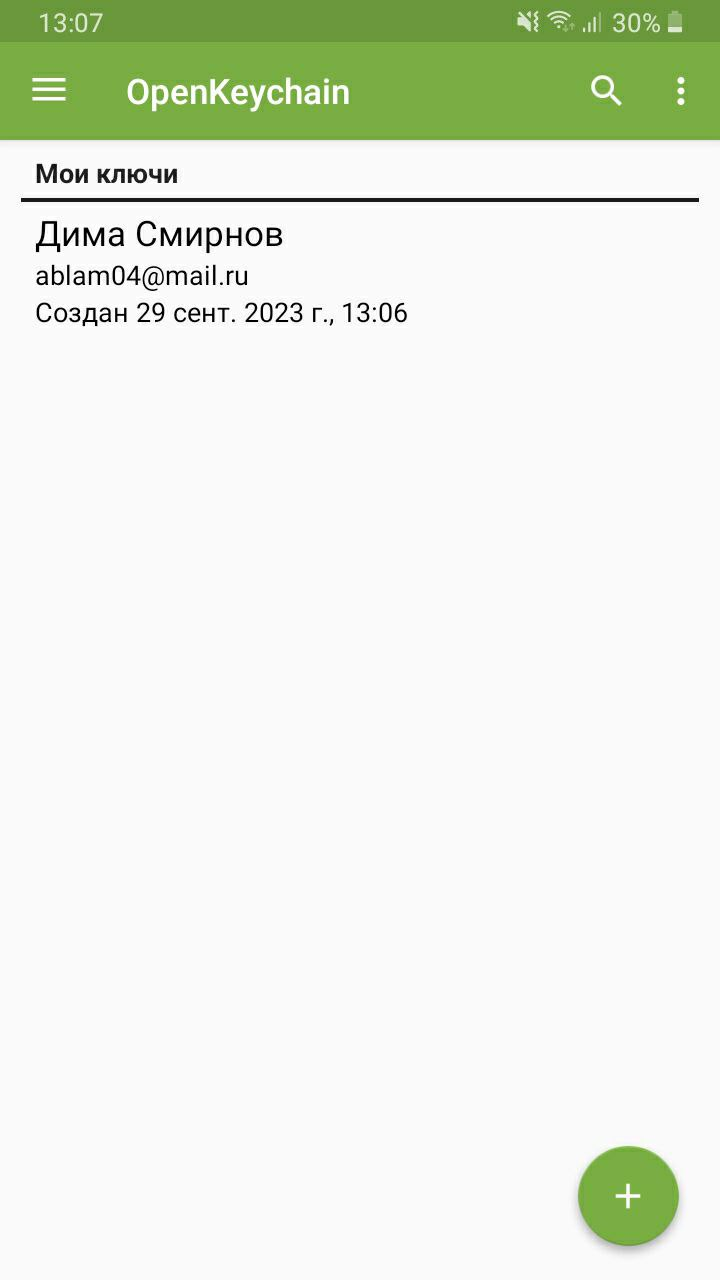 13:07 30%
OpenKeychain
Мои ключи
Дима Смирнов
ablam04@mail.ru
Создан 29 сент. 2023 г., 13:06